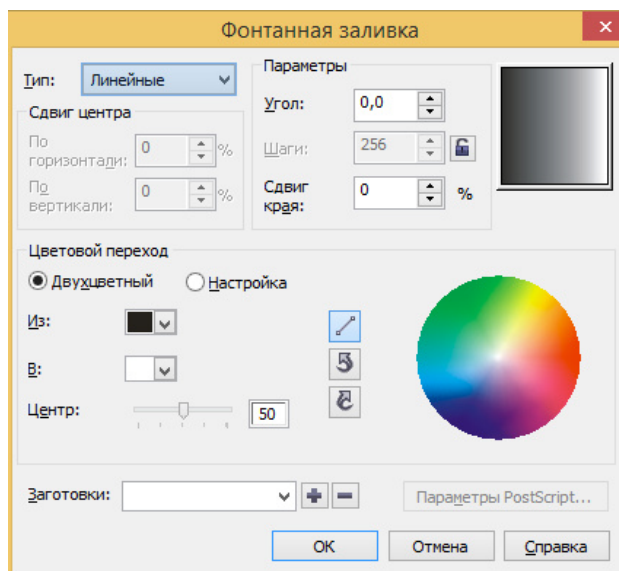 Фонтанная заливка
Тип: Линейные
Сдвиг центра
По горизонтали: 0 %
По вертикали: 0 %
Параметры
Угол: 0,0
Шаги: 256
Сдвиг края: 0 %
Цветовой переход
Двухцветный Настройка
Из:
В:
Центр: 50
Заготовки:
Параметры PostScript...
ОК Отмена Справка